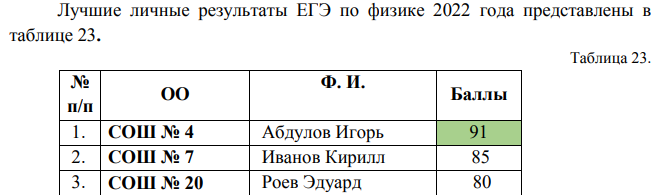 Лучшие личные результаты ЕГЭ по физике 2022 года представлены в
таблице 23.
Таблица 23.
№ п/п ОО Ф. И. Баллы
1. СОШ № 4 Абдулов Игорь 91
2. СОШ № 7 Иванов Кирилл 85
3. СОШ № 20 Роев Эдуард 80